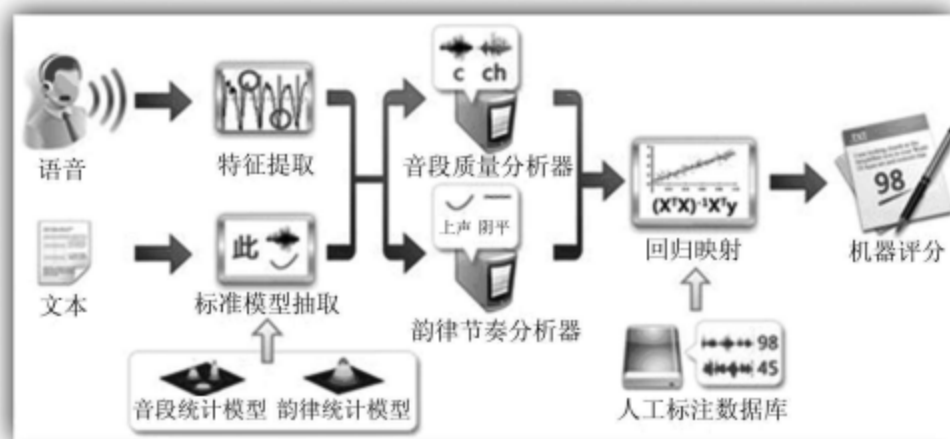 c ch
语音
特征提取
音段质量分析器
文本
此
标准模型抽取
上声 阴平
韵律节奏分析器
音段统计模型 韵律统计模型
(XᵀX)⁻¹Xᵀy
回归映射
98
45
人工标注数据库
TXT
98
机器评分